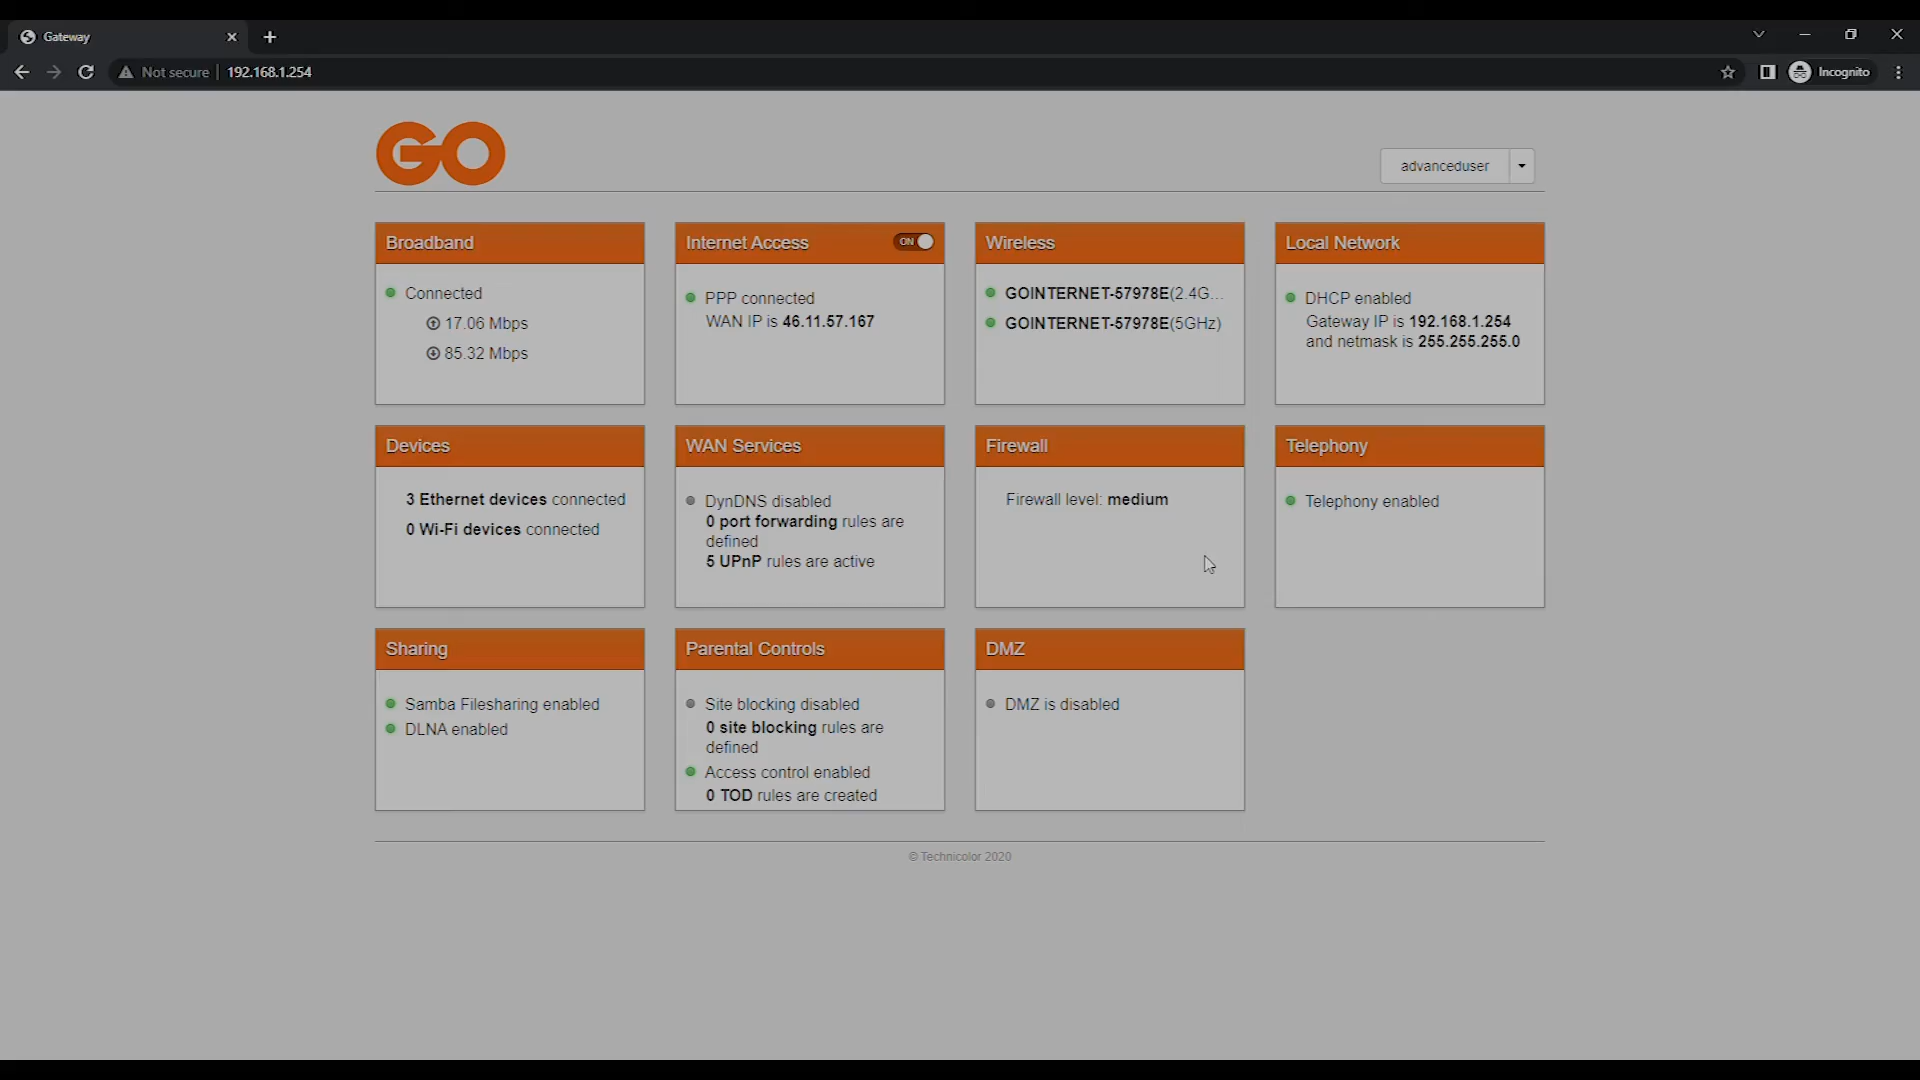 Gateway
Not secure
192.168.1.254
Incognito
GO
advanceduser
Broadband
Connected
17.06 Mbps
85.32 Mbps
Internet Access
ON
PPP connected
WAN IP is 46.11.57.167
Wireless
GOINTERNET-57978E(2.4G...
GOINTERNET-57978E(5GHz)
Local Network
DHCP enabled
Gateway IP is 192.168.1.254
and netmask is 255.255.255.0
Devices
3 Ethernet devices connected
0 Wi-Fi devices connected
WAN Services
DynDNS disabled
0 port forwarding rules are
defined
5 UPnP rules are active
Firewall
Firewall level: medium
Telephony
Telephony enabled
Sharing
Samba Filesharing enabled
DLNA enabled
Parental Controls
Site blocking disabled
0 site blocking rules are
defined
Access control enabled
0 TOD rules are created
DMZ
DMZ is disabled
© Technicolor 2020